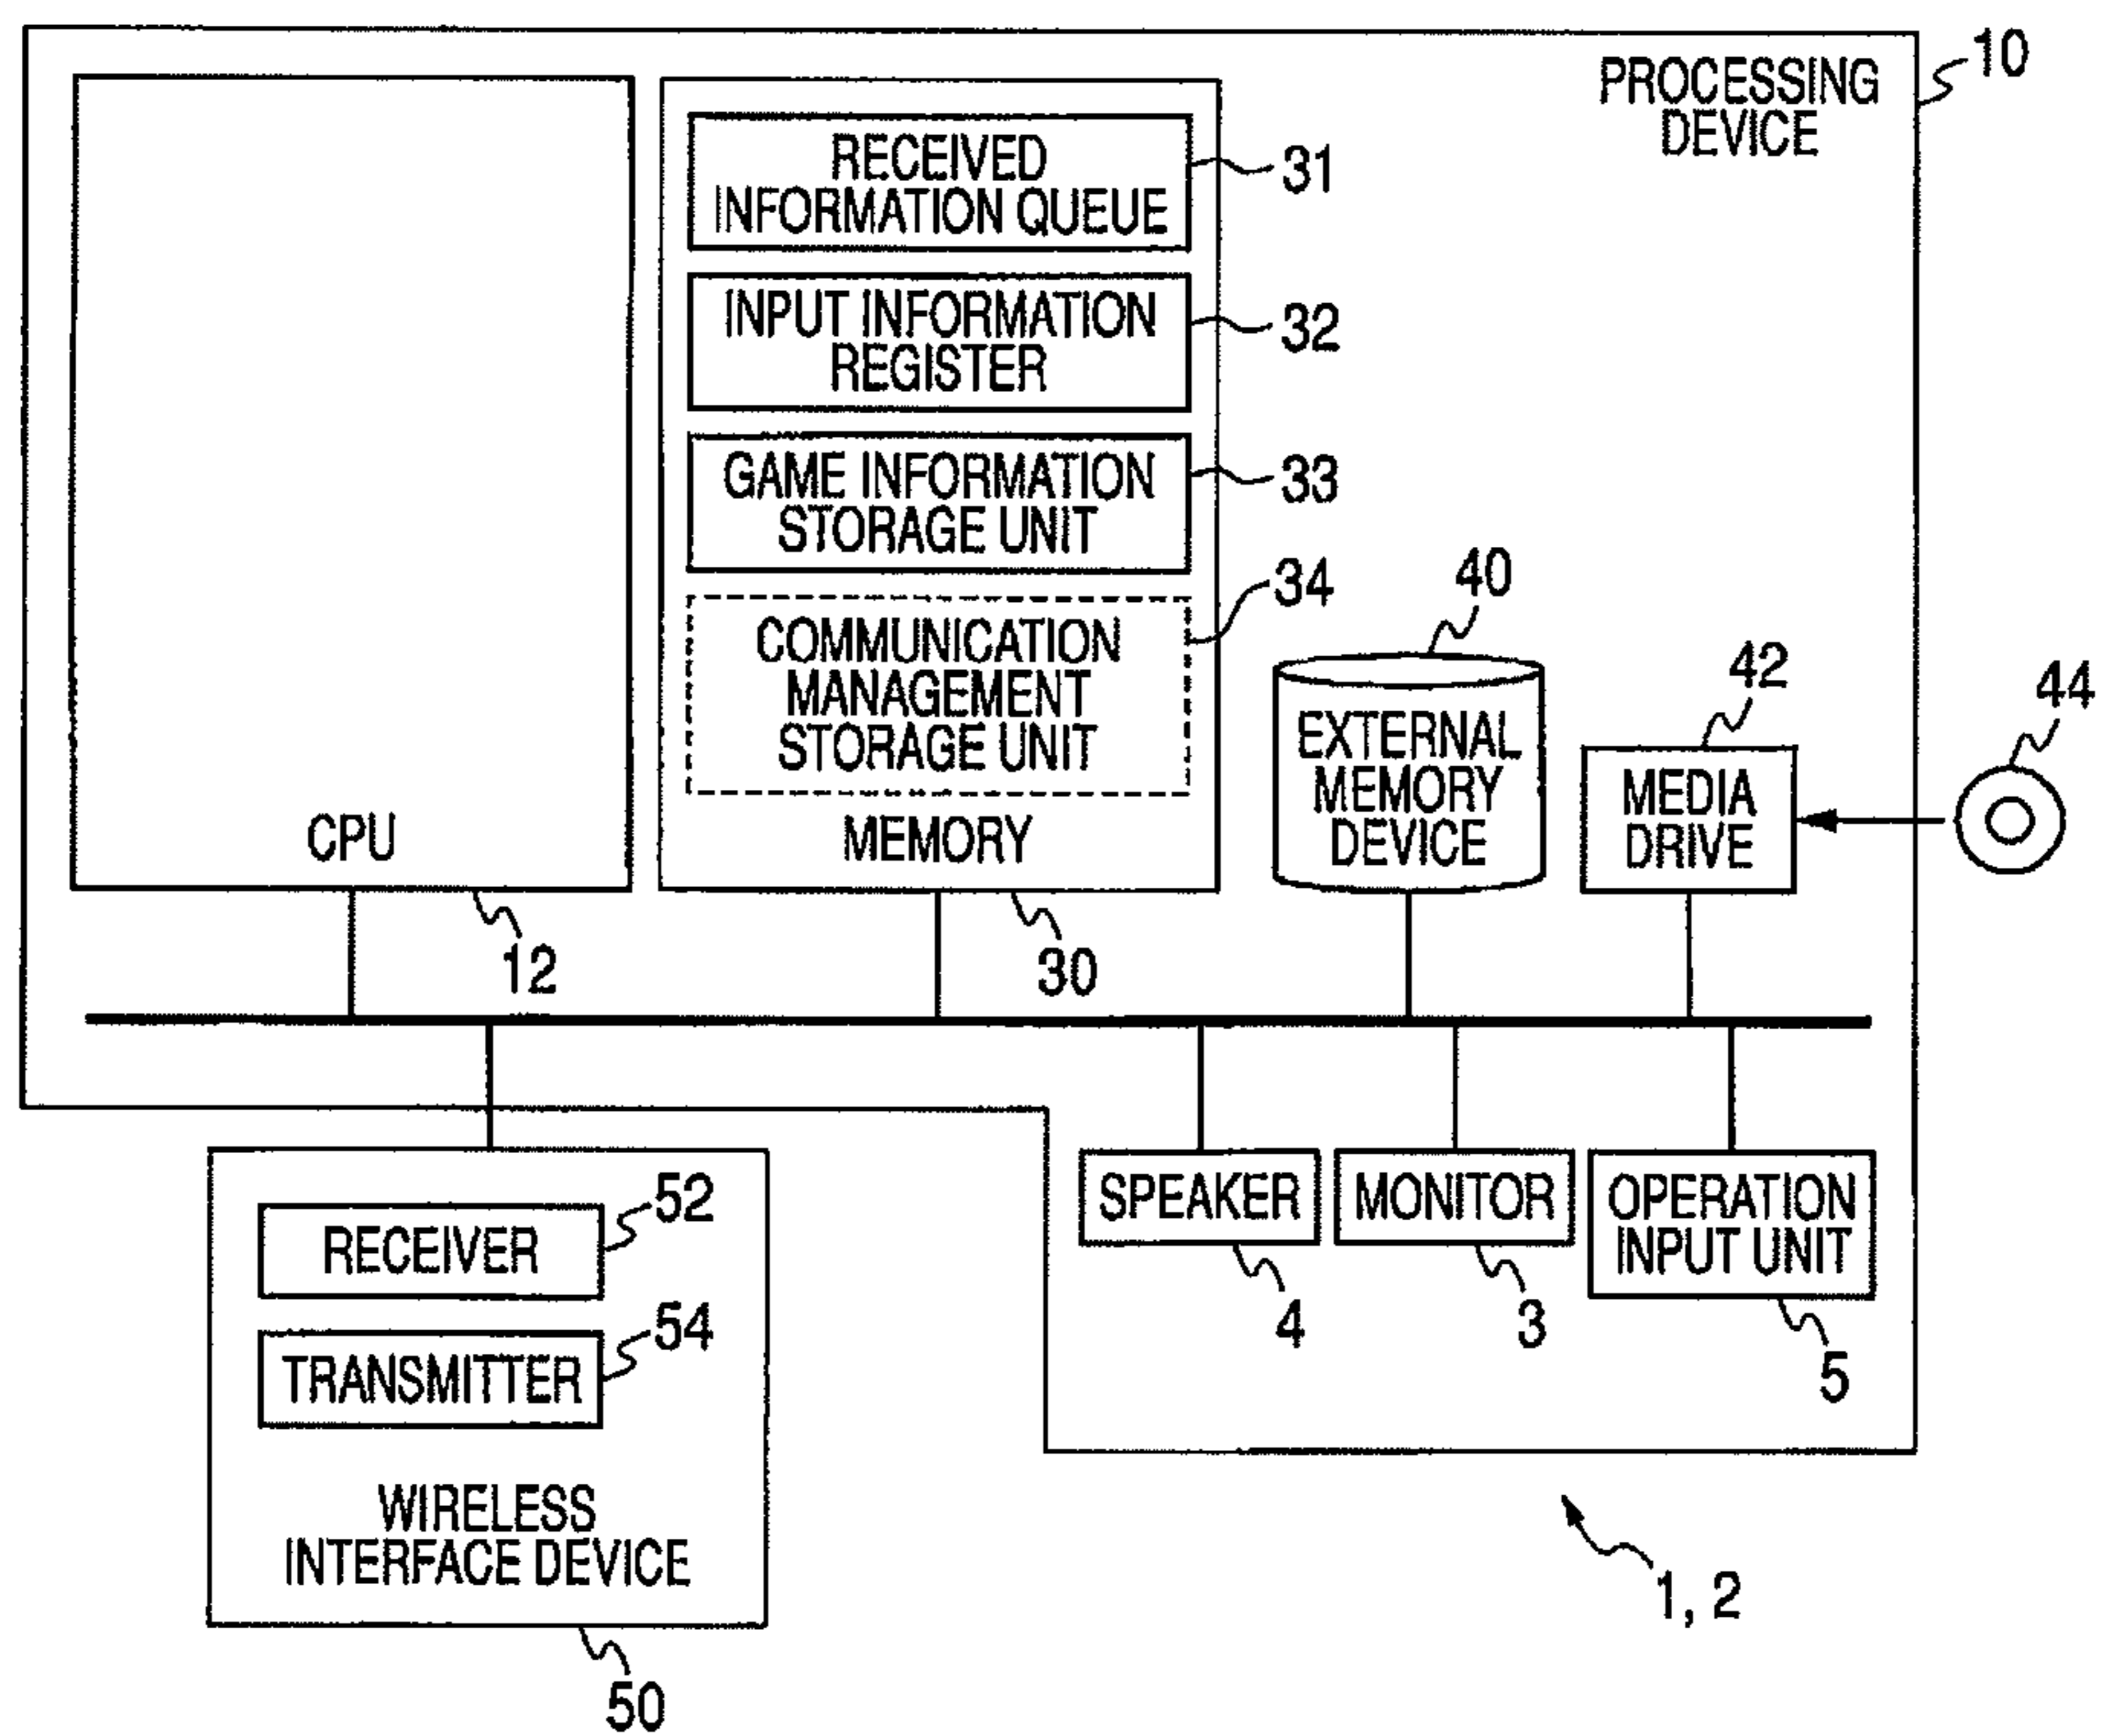 PROCESSING
DEVICE
10
RECEIVED
INFORMATION QUEUE
31
INPUT INFORMATION
REGISTER
32
GAME INFORMATION
STORAGE UNIT
33
COMMUNICATION
MANAGEMENT
STORAGE UNIT
34
CPU
12
MEMORY
30
40
EXTERNAL
MEMORY
DEVICE
42
MEDIA
DRIVE
44
RECEIVER
52
TRANSMITTER
54
WIRELESS
INTERFACE DEVICE
50
SPEAKER
4
MONITOR
3
OPERATION
INPUT UNIT
5
1, 2